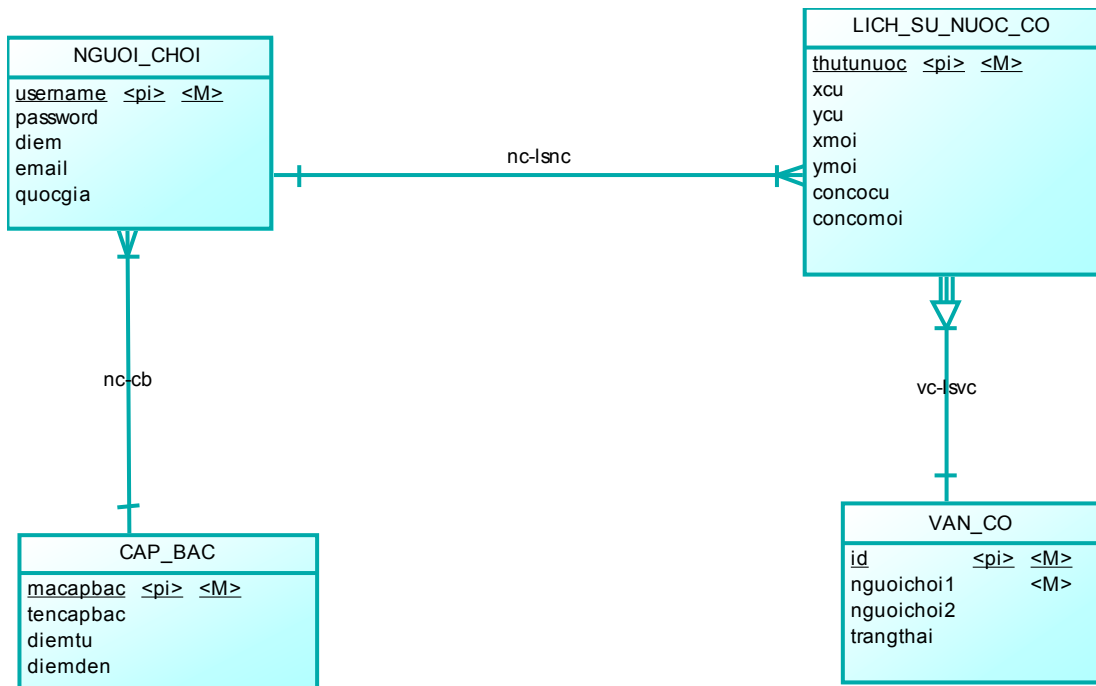 NGUOI_CHOI
username <pi> <M>
password
diem
email
quocgia
LICH_SU_NUOC_CO
thutunuoc <pi> <M>
xcu
ycu
xmoi
ymoi
concocu
concomoi
nc-lsnc
nc-cb
vc-lsvc
CAP_BAC
macapbac <pi> <M>
tencapbac
diemtu
diemden
VAN_CO
id <pi> <M>
nguoichoi1 <M>
nguoichoi2
trangthai